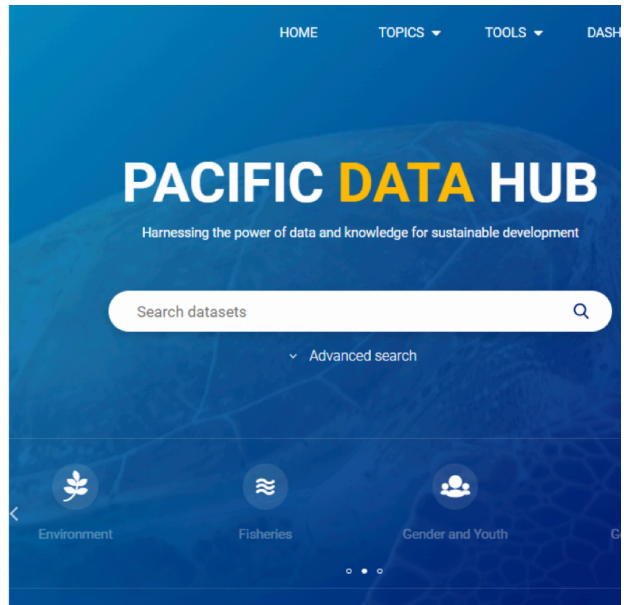 HOME TOPICS TOOLS DASH
PACIFIC DATA HUB
Harnessing the power of data and knowledge for sustainable development
Search datasets
Advanced search
Environment Fisheries Gender and Youth G